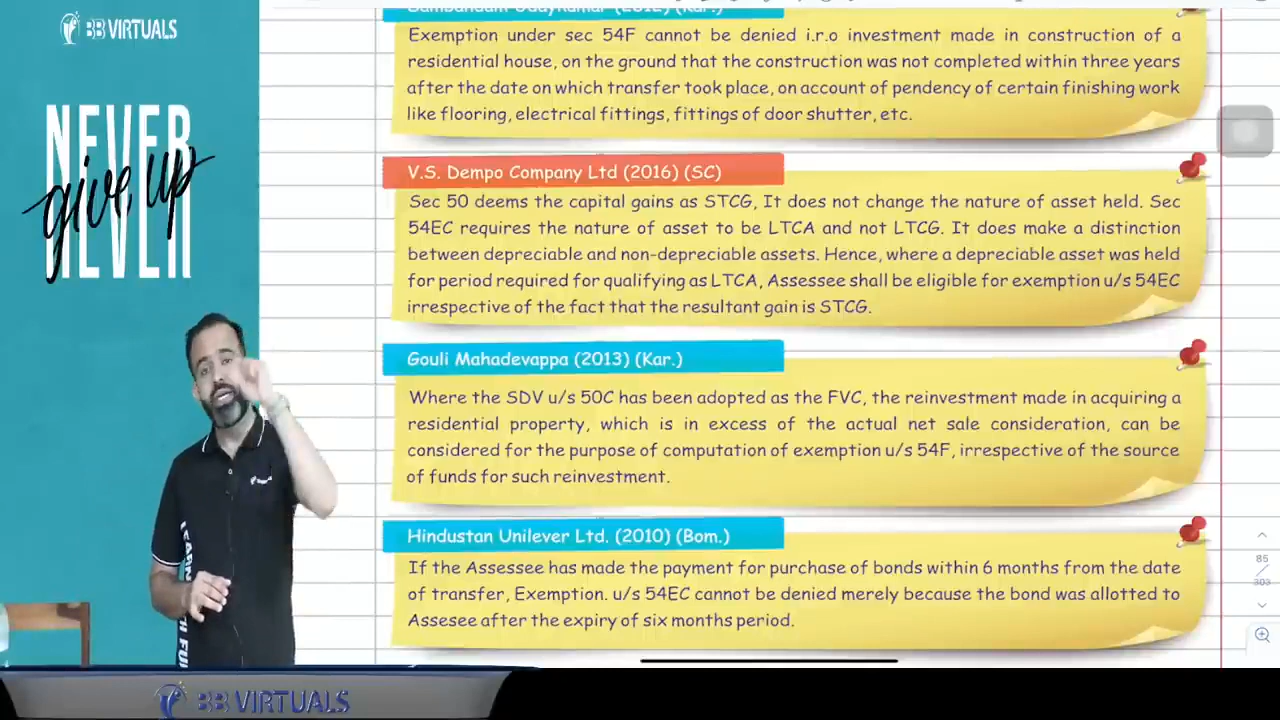 BB VIRTUALS
NEVER
give up
NEVER
Sambandam Udaykumar (2012) (Kar.)
Exemption under sec 54F cannot be denied i.r.o investment made in construction of a
residential house, on the ground that the construction was not completed within three years
after the date on which transfer took place, on account of pendency of certain finishing work
like flooring, electrical fittings, fittings of door shutter, etc.
V.S. Dempo Company Ltd (2016) (SC)
Sec 50 deems the capital gains as STCG, It does not change the nature of asset held. Sec
54EC requires the nature of asset to be LTCA and not LTCG. It does make a distinction
between depreciable and non-depreciable assets. Hence, where a depreciable asset was held
for period required for qualifying as LTCA, Assessee shall be eligible for exemption u/s 54EC
irrespective of the fact that the resultant gain is STCG.
Gouli Mahadevappa (2013) (Kar.)
Where the SDV u/s 50C has been adopted as the FVC, the reinvestment made in acquiring a
residential property, which is in excess of the actual net sale consideration, can be
considered for the purpose of computation of exemption u/s 54F, irrespective of the source
of funds for such reinvestment.
Hindustan Unilever Ltd. (2010) (Bom.)
If the Assessee has made the payment for purchase of bonds within 6 months from the date
of transfer, Exemption. u/s 54EC cannot be denied merely because the bond was allotted to
Assesee after the expiry of six months period.
85
303
BB VIRTUALS